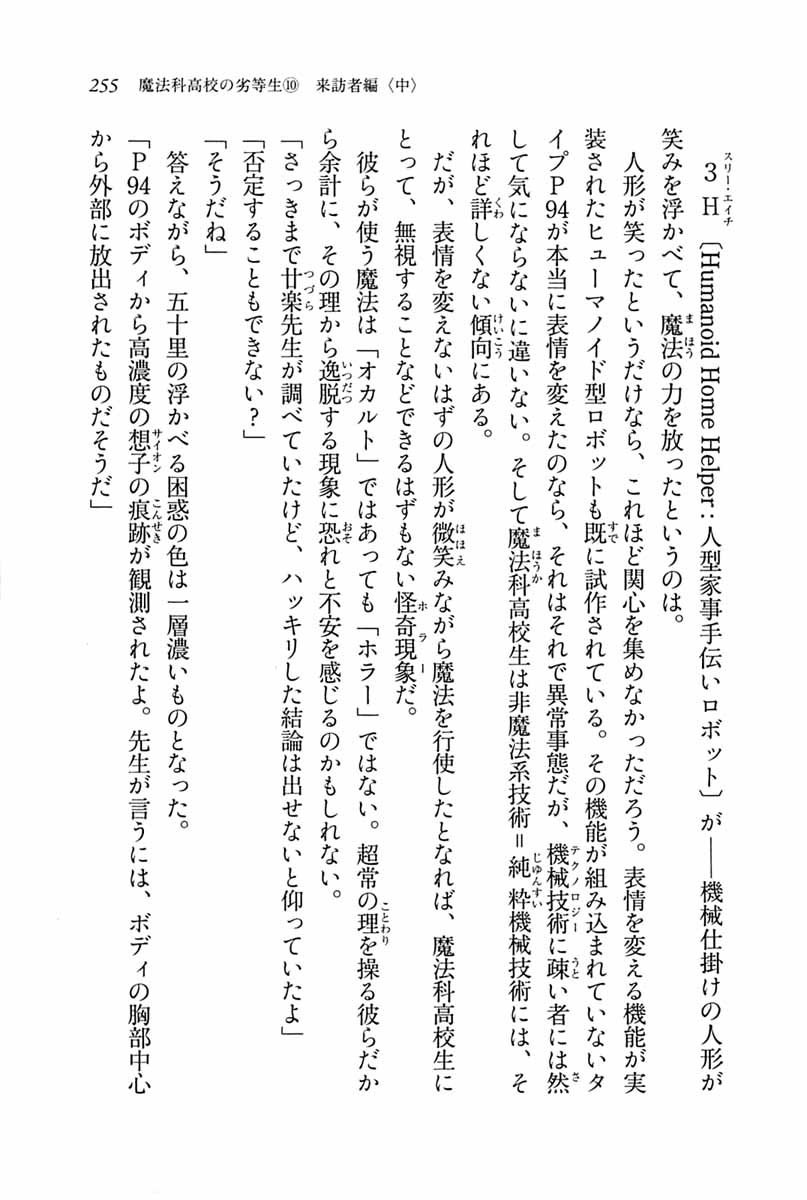 255 魔法科高校の劣等生⑩ 来訪者編〈中〉
3H〔Humanoid Home Helper：人型家事手伝いロボット〕が――機械仕掛けの人形が
笑みを浮かべて、魔法の力を放ったというのは。
人形が笑ったというだけなら、これほど関心を集めなかっただろう。表情を変える機能が実
装されたヒューマノイド型ロボットも既に試作されている。その機能が組み込まれていないタ
イプP94が本当に表情を変えたのなら、それはそれで異常事態だが、機械技術に疎い者には然
して気にならないに違いない。そして魔法科高校生は非魔法系技術＝純粋機械技術には、そ
れほど詳しくない傾向にある。
だが、表情を変えないはずの人形が微笑みながら魔法を行使したとなれば、魔法科高校生に
とって、無視することなどできるはずもない怪奇現象だ。
彼らが使う魔法は「オカルト」ではあっても「ホラー」ではない。超常の理を操る彼らだか
ら余計に、その理から逸脱する現象に恐れと不安を感じるのかもしれない。
「さっきまで廿楽先生が調べていたけど、ハッキリした結論は出せないと仰っていたよ」
「否定することもできない？」
「そうだね」
答えながら、五十里の浮かべる困惑の色は一層濃いものとなった。
「P94のボディから高濃度の想子の痕跡が観測されたよ。先生が言うには、ボディの胸部中心
から外部に放出されたものだそうだ」